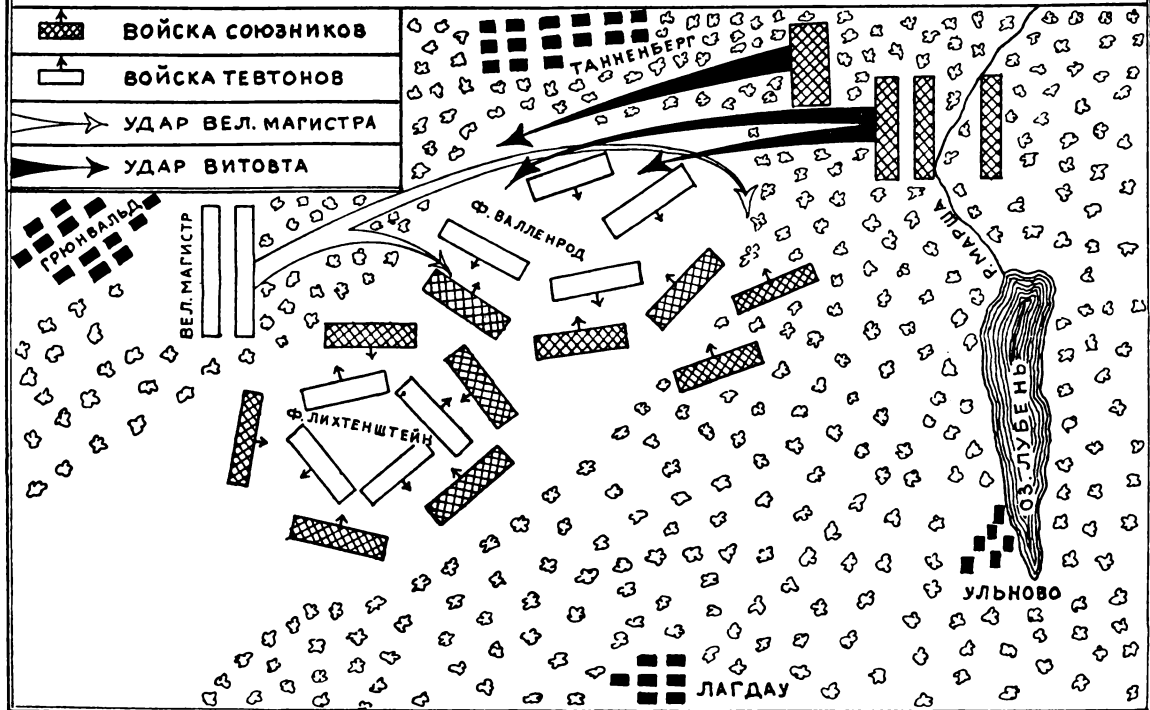 ВОЙСКА СОЮЗНИКОВ
ВОЙСКА ТЕВТОНОВ
УДАР ВЕЛ. МАГИСТРА
УДАР ВИТОВТА
ТАННЕНБЕРГ
ГРЮНВАЛЬД
ВЕЛ. МАГИСТР
Ф. ВАЛЛЕНРОД
Р. МАРША
Ф. ЛИХТЕНШТЕЙН
ОЗ. ЛУБЕНЬ
УЛЬНОВО
ЛАГДАУ